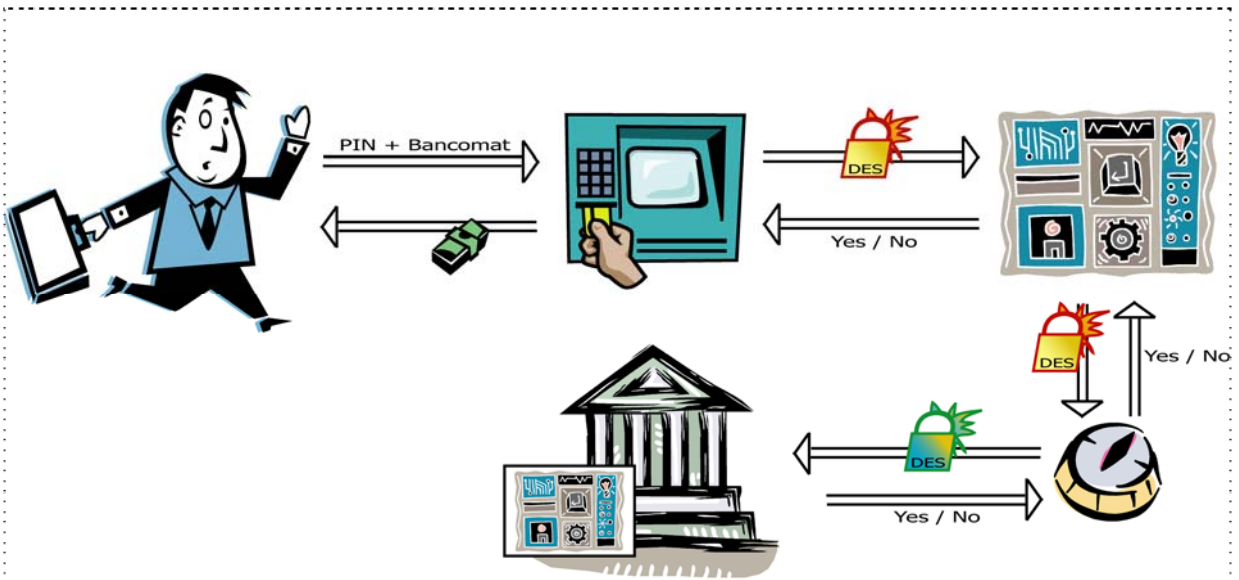 PIN + Bancomat
DES
Yes / No
DES
Yes / No
DES
Yes / No